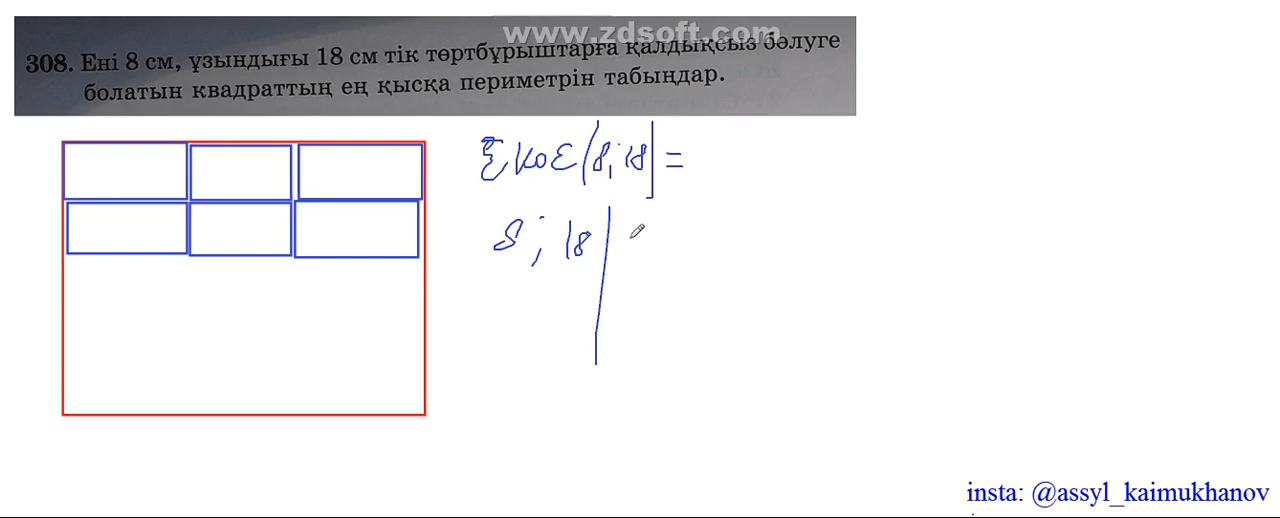 www.zdsoft.com
308. Ені 8 см, ұзындығы 18 см тік төртбұрыштарға қалдықсыз бөлуге
болатын квадраттың ең қысқа периметрін табыңдар.
ЕКОЕ(8; 18) =
8; 18
insta: @assyl_kaimukhanov